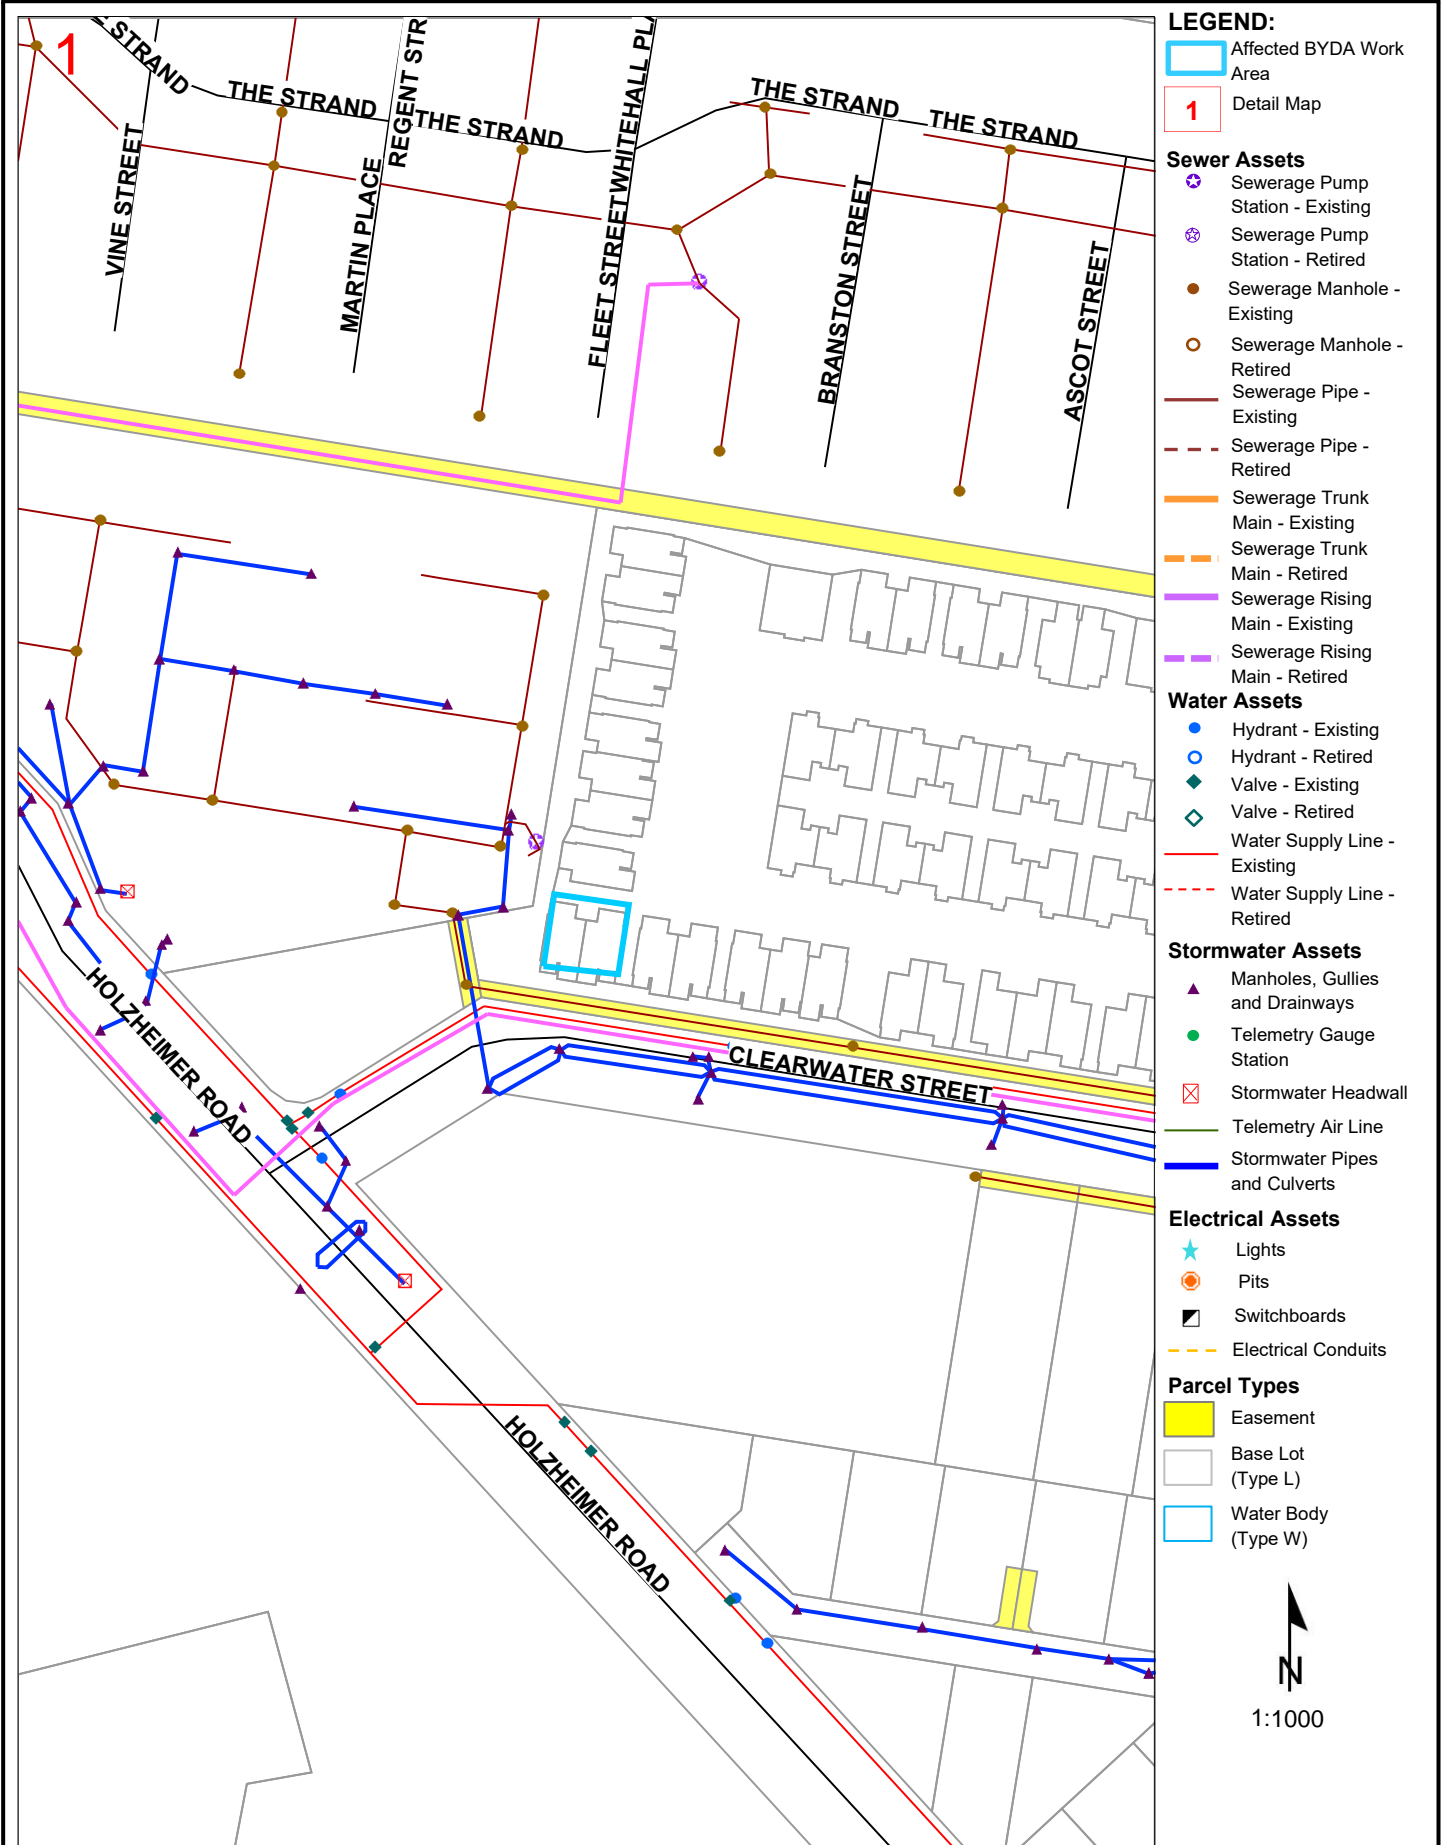 1
E STRAND
THE STRAND
THE STRAND
THE STRAND
THE STRAND
VINE STREET
MARTIN PLACE
REGENT STR
FLEET STREET
WHITEHALL PL
BRANSTON STREET
ASCOT STREET
HOLZHEIMER ROAD
CLEARWATER STREET
HOLZHEIMER ROAD
LEGEND:
Affected BYDA Work
Area
1
Detail Map
Sewer Assets
Sewerage Pump
Station - Existing
Sewerage Pump
Station - Retired
Sewerage Manhole -
Existing
Sewerage Manhole -
Retired
Sewerage Pipe -
Existing
Sewerage Pipe -
Retired
Sewerage Trunk
Main - Existing
Sewerage Trunk
Main - Retired
Sewerage Rising
Main - Existing
Sewerage Rising
Main - Retired
Water Assets
Hydrant - Existing
Hydrant - Retired
Valve - Existing
Valve - Retired
Water Supply Line -
Existing
Water Supply Line -
Retired
Stormwater Assets
Manholes, Gullies
and Drainways
Telemetry Gauge
Station
Stormwater Headwall
Telemetry Air Line
Stormwater Pipes
and Culverts
Electrical Assets
Lights
Pits
Switchboards
Electrical Conduits
Parcel Types
Easement
Base Lot
(Type L)
Water Body
(Type W)
N
1:1000